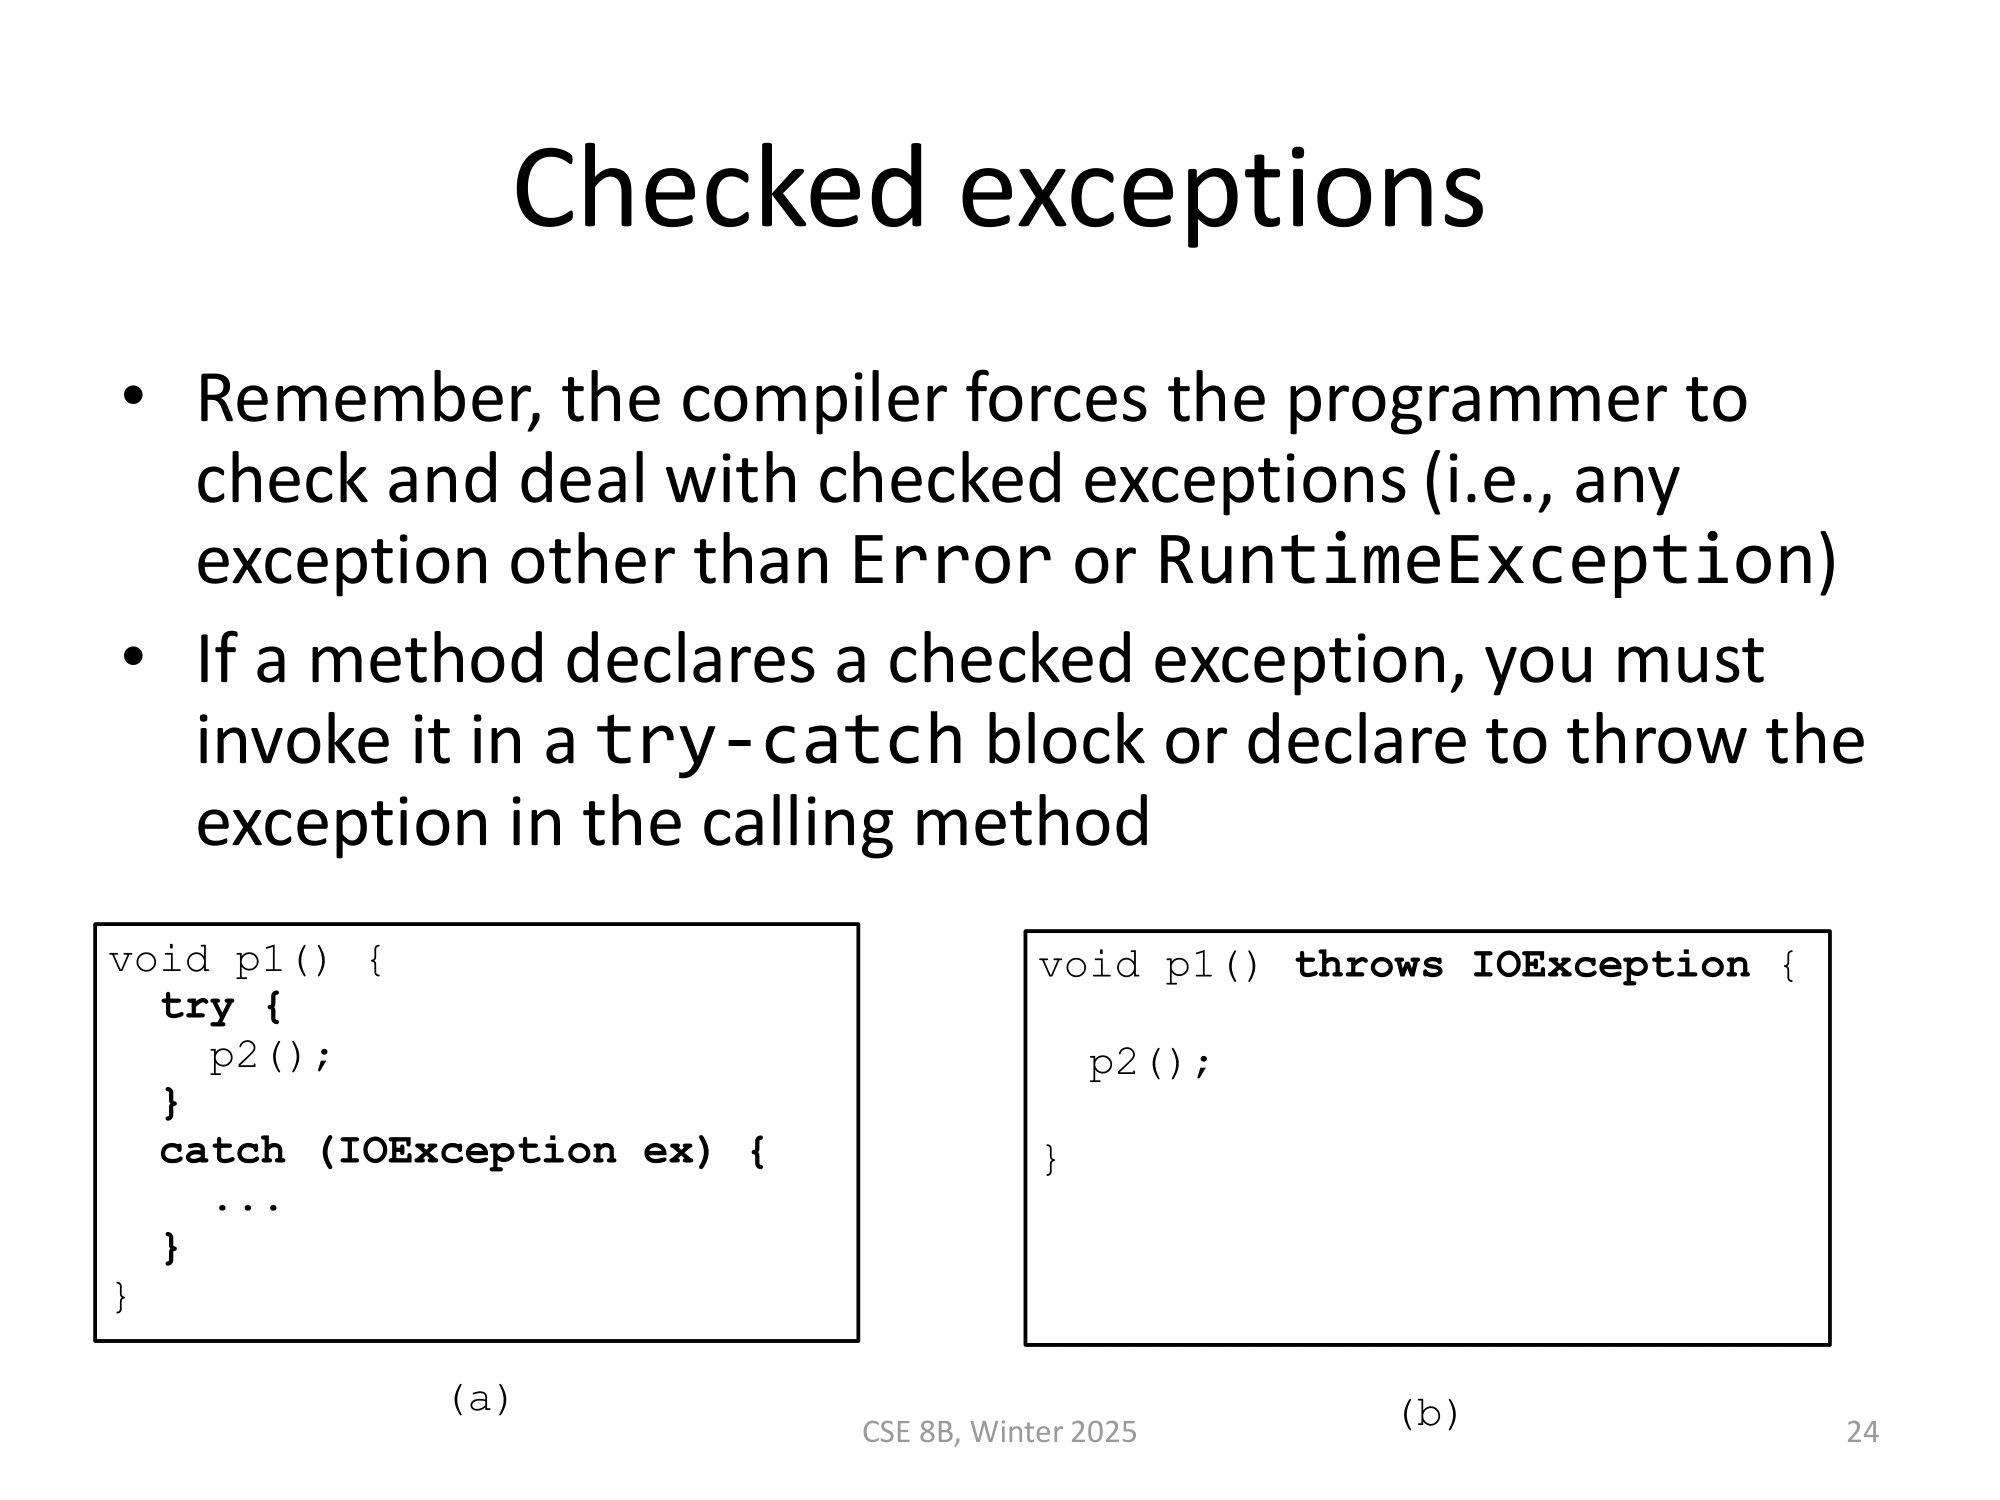 Checked exceptions
• Remember, the compiler forces the programmer to
check and deal with checked exceptions (i.e., any
exception other than Error or RuntimeException)
• If a method declares a checked exception, you must
invoke it in a try-catch block or declare to throw the
exception in the calling method
void p1() {
  try {
    p2();
  }
  catch (IOException ex) {
    ...
  }
}
(a)
void p1() throws IOException {
  p2();
}
(b)
CSE 8B, Winter 2025
24